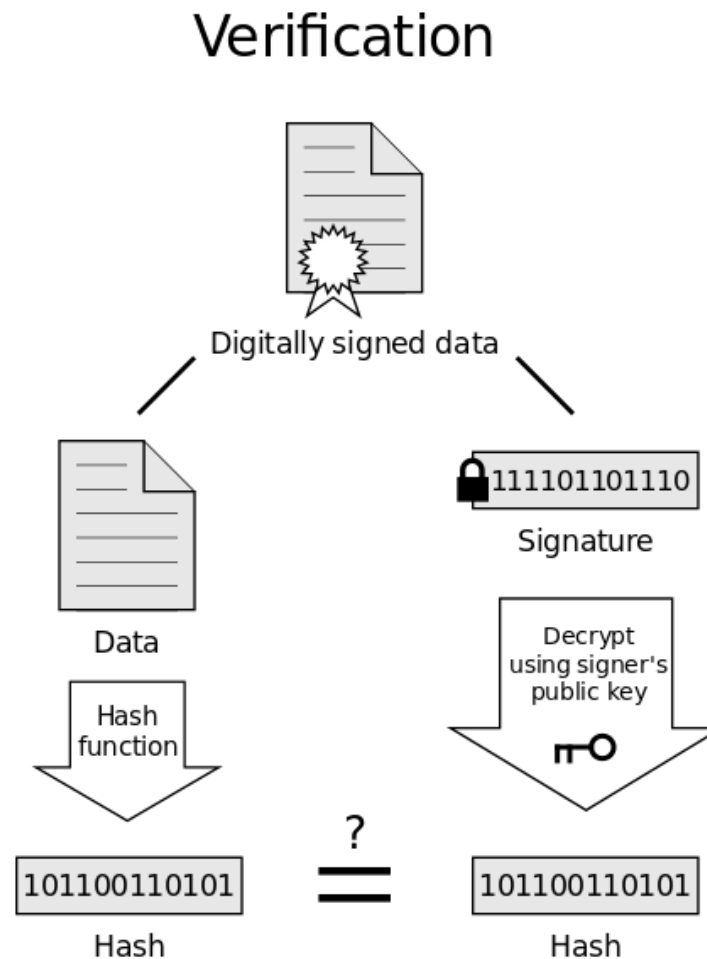 Verification
Digitally signed data
111101101110
Signature
Data
Decrypt
using signer's
public key
Hash
function
?
=
101100110101
101100110101
Hash
Hash